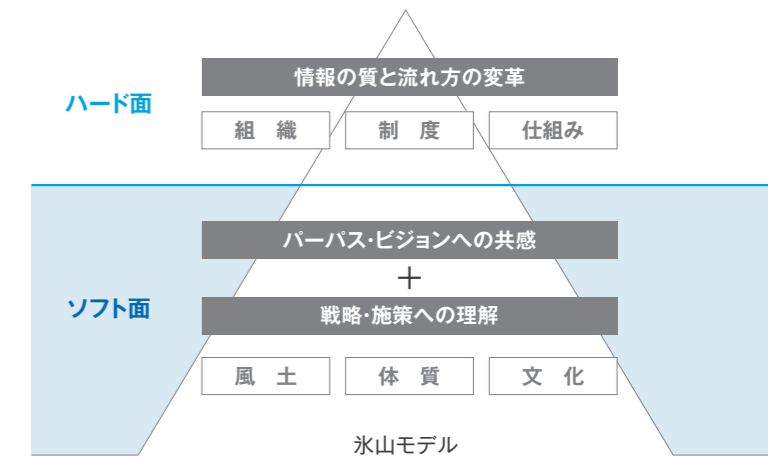 情報の質と流れ方の変革
ハード面
組 織
制 度
仕組み
パーパス・ビジョンへの共感
＋
ソフト面
戦略・施策への理解
風 土
体 質
文 化
氷山モデル